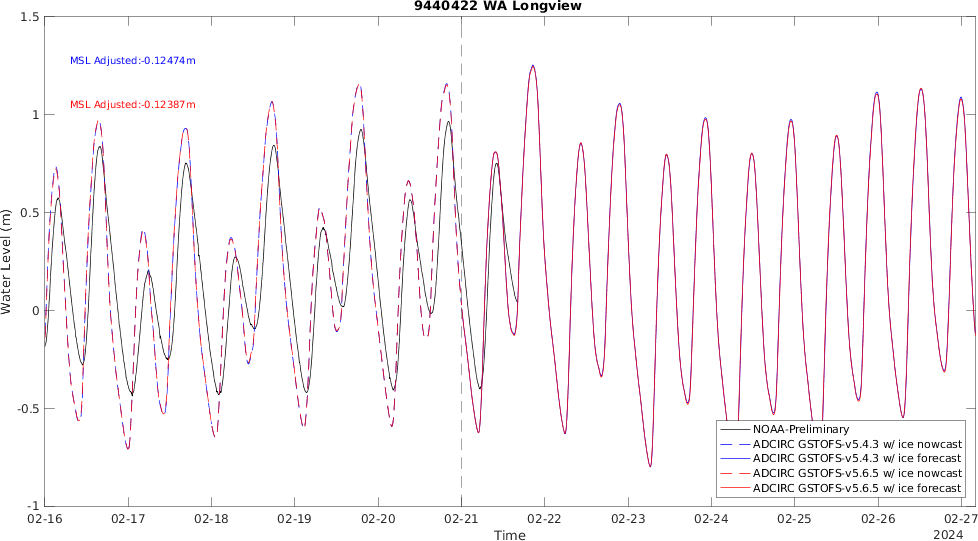 9440422 WA Longview
1.5
1
0.5
0
-0.5
-1
Water Level (m)
MSL Adjusted:-0.12474m
MSL Adjusted:-0.12387m
NOAA-Preliminary
ADCIRC GSTOFS-v5.4.3 w/ ice nowcast
ADCIRC GSTOFS-v5.4.3 w/ ice forecast
ADCIRC GSTOFS-v5.6.5 w/ ice nowcast
ADCIRC GSTOFS-v5.6.5 w/ ice forecast
02-16 02-17 02-18 02-19 02-20 02-21 02-22 02-23 02-24 02-25 02-26 02-27
Time
2024